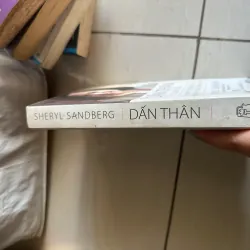 SHERYL SANDBERG | DẤN THÂN